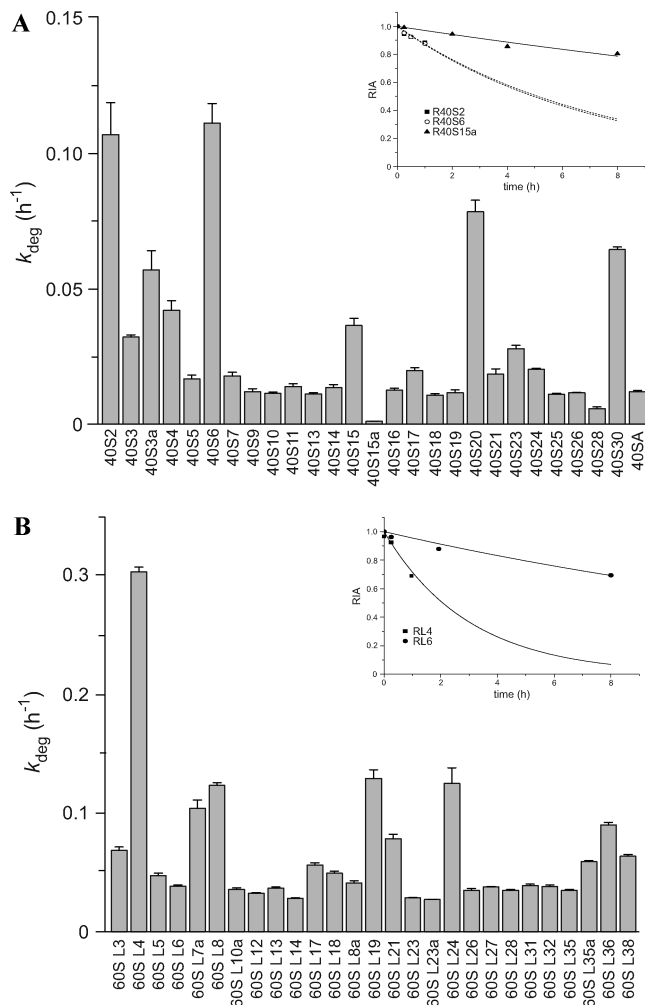 A
0.15
0.10
0.05
0
k deg (h-1)
40S2
40S3
40S3a
40S4
40S5
40S6
40S7
40S9
40S10
40S11
40S13
40S14
40S15
40S15a
40S16
40S17
40S18
40S19
40S20
40S21
40S23
40S24
40S25
40S26
40S28
40S30
40SA
1.0
0.8
0.6
0.4
0.2
0.0
RIA
R40S2
R40S6
R40S15a
0
2
4
6
8
time (h)
B
0.3
0.2
0.1
0
k deg (h-1)
60S L3
60S L4
60S L5
60S L6
60S L7a
60S L8
60S L10a
60S L12
60S L13
60S L14
60S L17
60S L18
60S L8a
60S L19
60S L21
60S L23
60S L23a
60S L24
60S L26
60S L27
60S L28
60S L31
60S L32
60S L35
60S L35a
60S L36
60S L38
1.0
0.8
0.6
0.4
0.2
0.0
RIA
RL4
RL6
0
2
4
6
8
time (h)